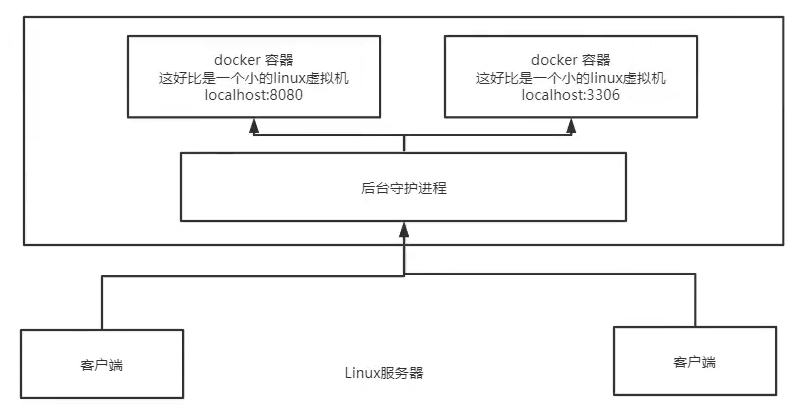 docker 容器
这好比是一个小的linux虚拟机
localhost:8080
docker 容器
这好比是一个小的linux虚拟机
localhost:3306
后台守护进程
客户端
Linux服务器
客户端